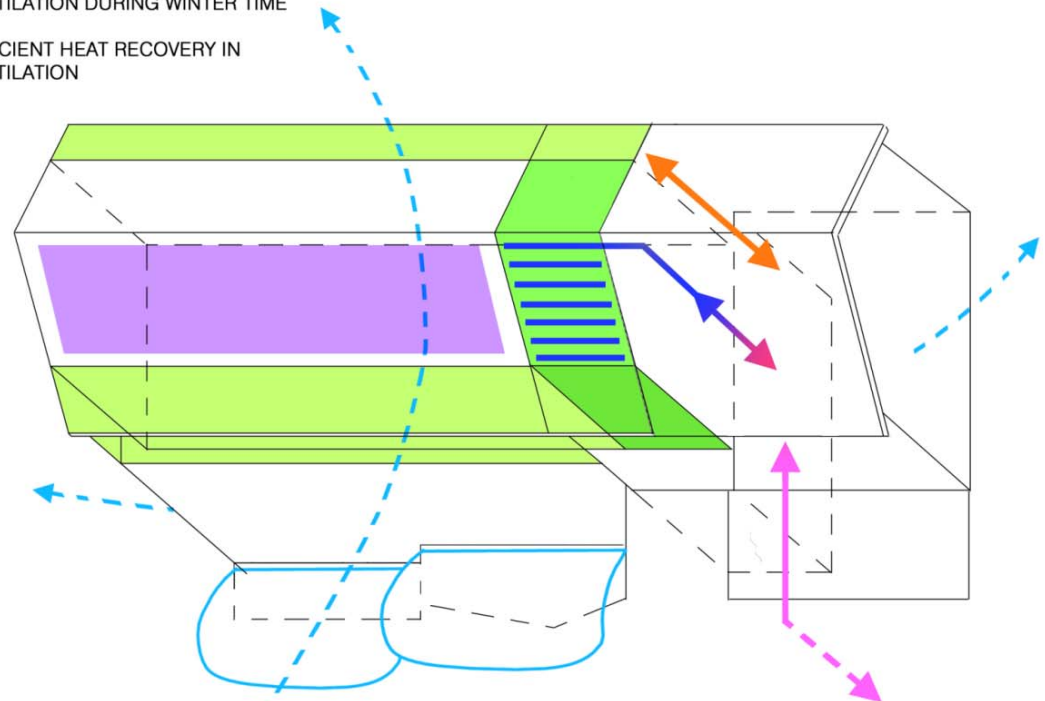 TILATION DURING WINTER TIME
CIENT HEAT RECOVERY IN
TILATION